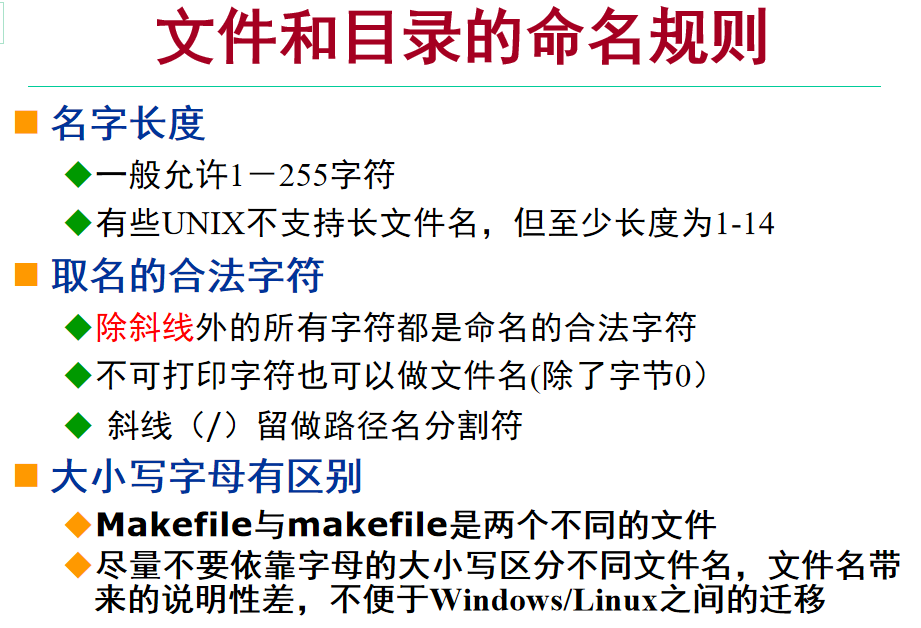 文件和目录的命名规则
名字长度
一般允许1－255字符
有些UNIX不支持长文件名，但至少长度为1-14
取名的合法字符
除斜线外的所有字符都是命名的合法字符
不可打印字符也可以做文件名(除了字节0）
斜线（/）留做路径名分割符
大小写字母有区别
Makefile与makefile是两个不同的文件
尽量不要依靠字母的大小写区分不同文件名，文件名带
来的说明性差，不便于Windows/Linux之间的迁移